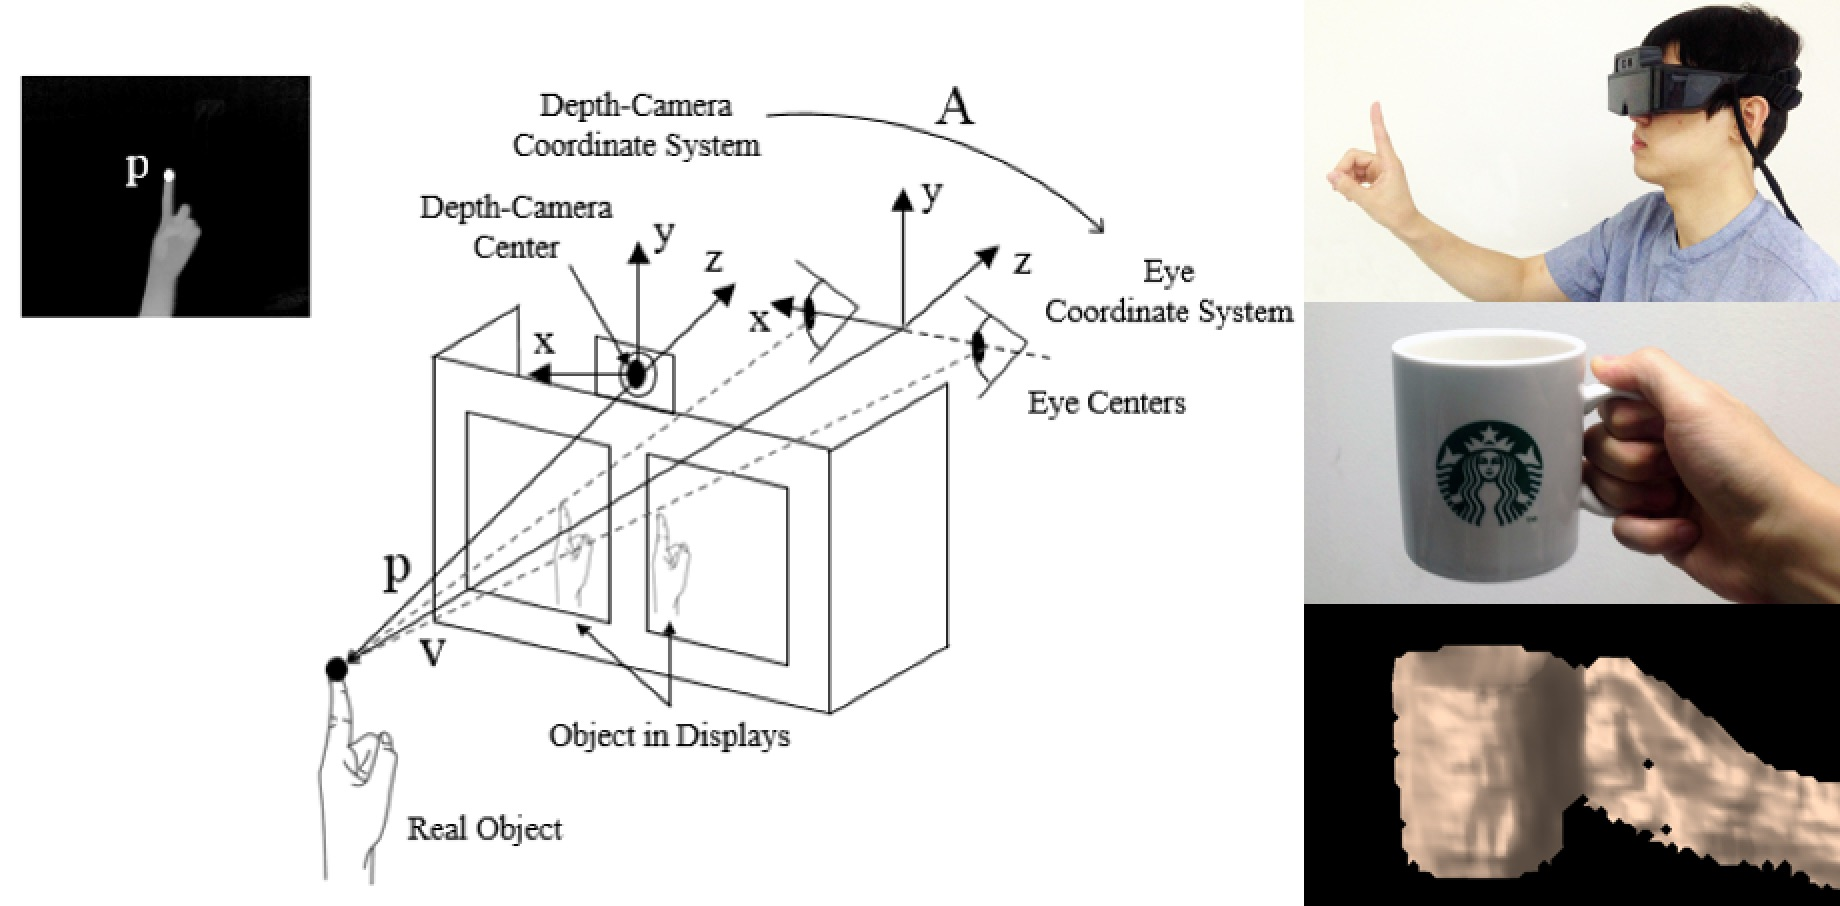 p
Depth-Camera
Coordinate System
A
Depth-Camera
Center
y
z
x
y
z
x
Eye
Coordinate System
Eye Centers
p
v
Object in Displays
Real Object